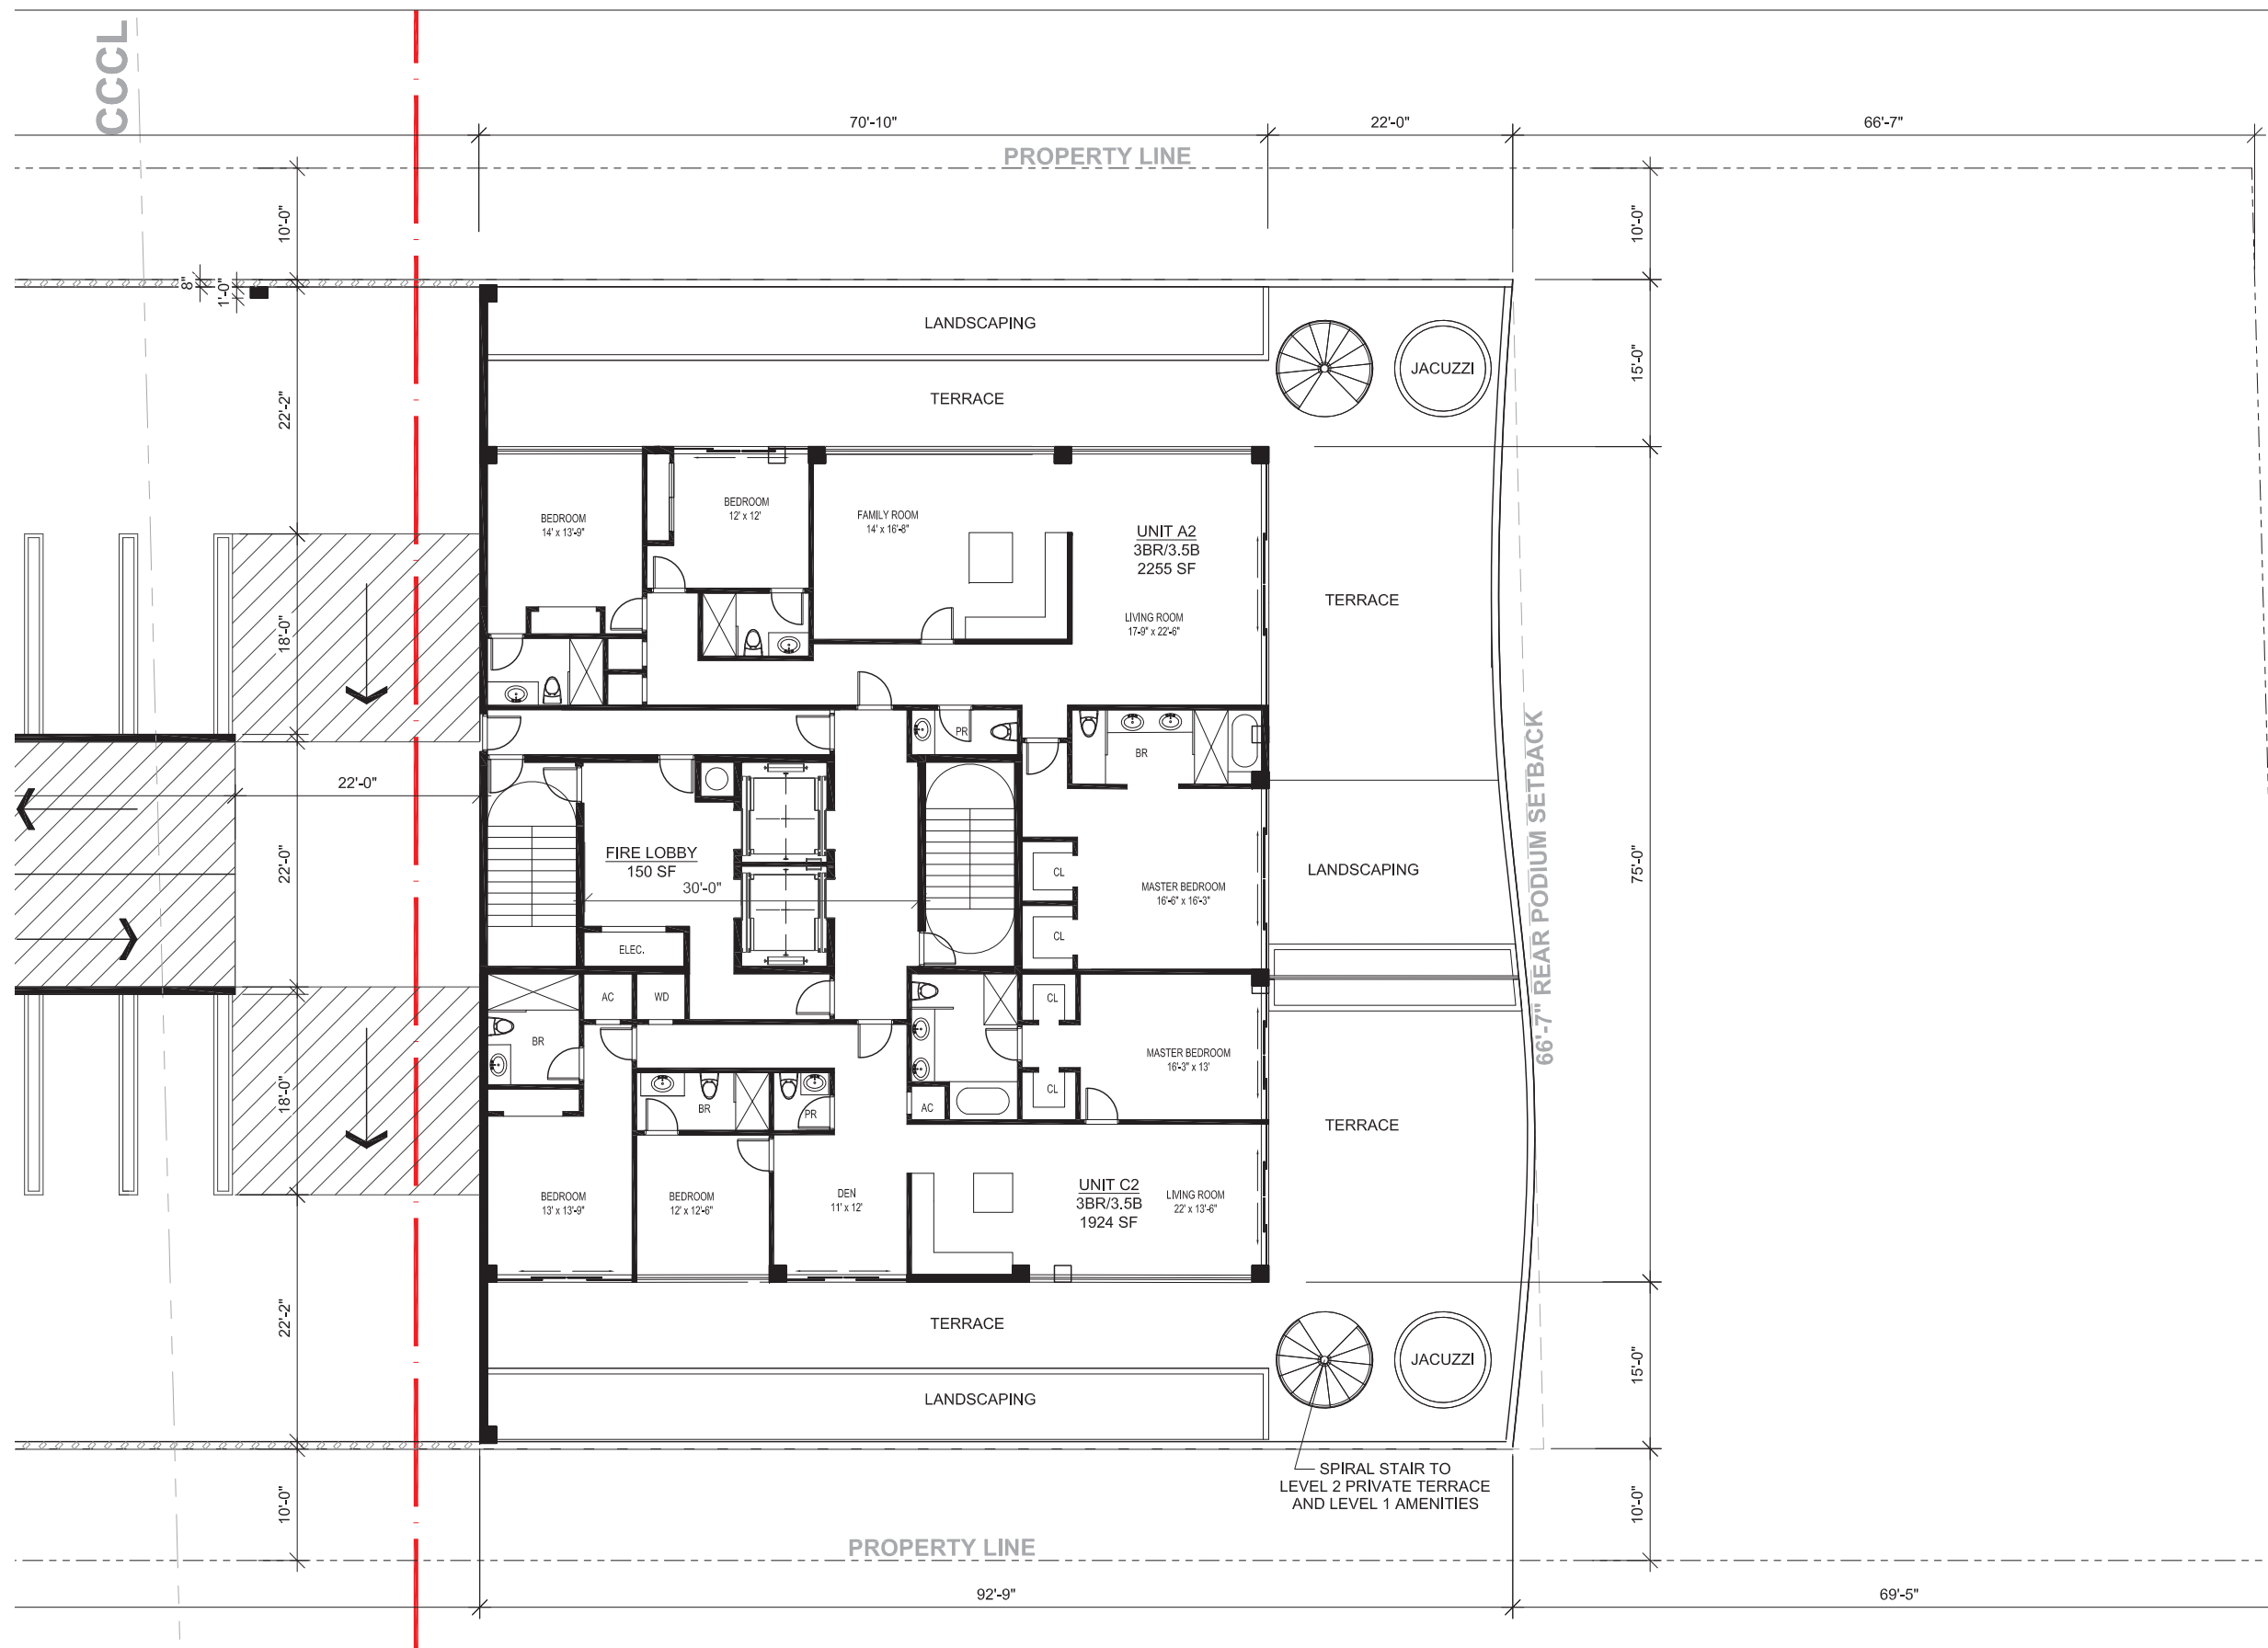 CCCL
70'-10"
22'-0"
66'-7"
PROPERTY LINE
10'-0"
10'-0"
8"
1'-0"
LANDSCAPING
JACUZZI
15'-0"
22'-2"
TERRACE
BEDROOM
14' x 13'-9"
BEDROOM
12' x 12'
FAMILY ROOM
14' x 16'-8"
UNIT A2
3BR/3.5B
2255 SF
LIVING ROOM
17'-9" x 22'-6"
TERRACE
18'-0"
PR
BR
22'-0"
FIRE LOBBY
150 SF
30'-0"
22'-0"
CL
MASTER BEDROOM
16'-6" x 16'-3"
CL
LANDSCAPING
75'-0"
66'-7" REAR PODIUM SETBACK
ELEC.
AC
WD
CL
BR
MASTER BEDROOM
16'-3" x 13'
CL
18'-0"
BR
PR
AC
TERRACE
BEDROOM
13' x 13'-9"
BEDROOM
12' x 12'-6"
DEN
11' x 12'
UNIT C2
3BR/3.5B
1924 SF
LIVING ROOM
22' x 13'-6"
22'-2"
TERRACE
JACUZZI
15'-0"
LANDSCAPING
SPIRAL STAIR TO
LEVEL 2 PRIVATE TERRACE
AND LEVEL 1 AMENITIES
10'-0"
10'-0"
PROPERTY LINE
92'-9"
69'-5"